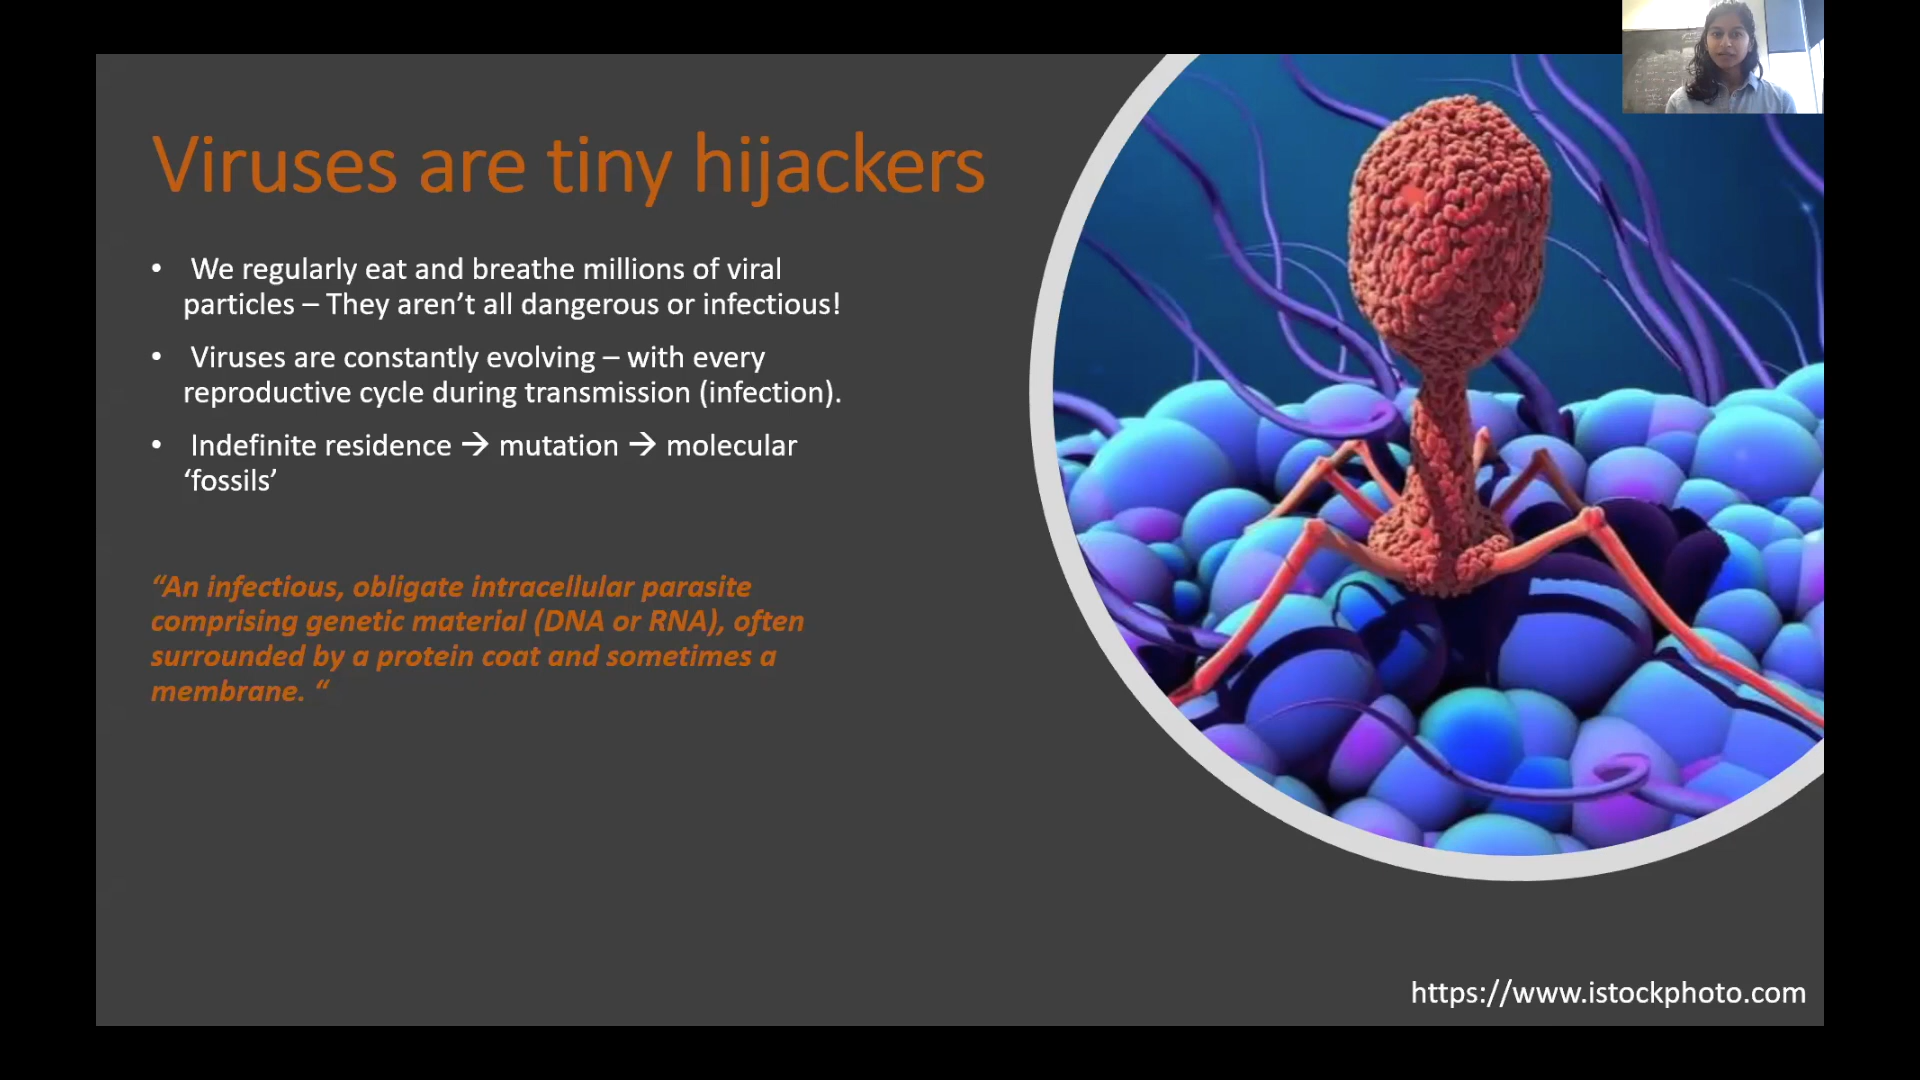 Viruses are tiny hijackers
• We regularly eat and breathe millions of viral
particles – They aren’t all dangerous or infectious!
• Viruses are constantly evolving – with every
reproductive cycle during transmission (infection).
• Indefinite residence → mutation → molecular
‘fossils’
“An infectious, obligate intracellular parasite
comprising genetic material (DNA or RNA), often
surrounded by a protein coat and sometimes a
membrane. “
https://www.istockphoto.com